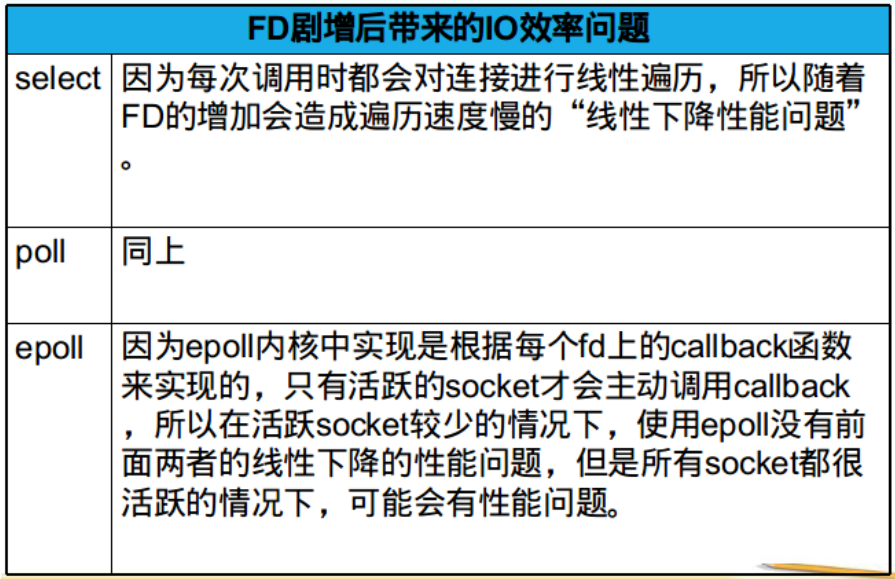 FD剧增后带来的IO效率问题
select
因为每次调用时都会对连接进行线性遍历，所以随着
FD的增加会造成遍历速度慢的“线性下降性能问题”
。
poll
同上
epoll
因为epoll内核中实现是根据每个fd上的callback函数
来实现的，只有活跃的socket才会主动调用callback
，所以在活跃socket较少的情况下，使用epoll没有前
面两者的线性下降的性能问题，但是所有socket都很
活跃的情况下，可能会有性能问题。